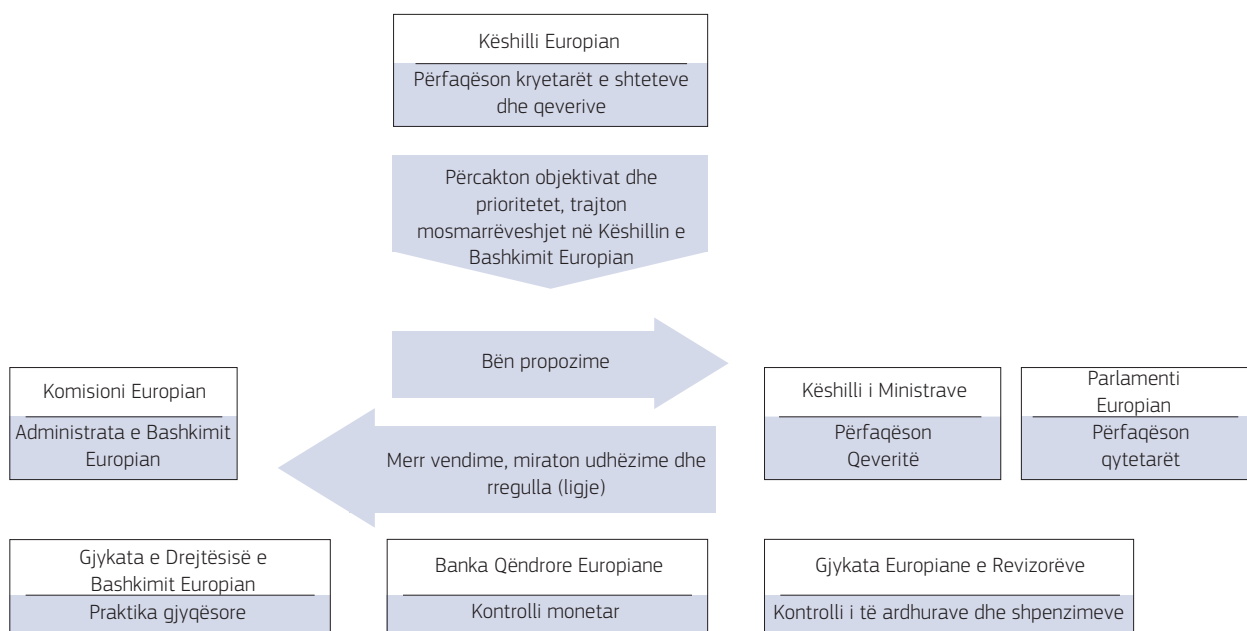 Këshilli Europian
Përfaqëson kryetarët e shteteve
dhe qeverive
Përcakton objektivat dhe
prioritetet, trajton
mosmarrëveshjet në Këshillin e
Bashkimit Europian
Bën propozime
Komisioni Europian
Administrata e Bashkimit
Europian
Këshilli i Ministrave
Përfaqëson
Qeveritë
Parlamenti
Europian
Përfaqëson
qytetarët
Merr vendime, miraton udhëzime dhe
rregulla (ligje)
Gjykata e Drejtësisë e
Bashkimit Europian
Praktika gjyqësore
Banka Qëndrore Europiane
Kontrolli monetar
Gjykata Europiane e Revizorëve
Kontrolli i të ardhurave dhe shpenzimeve